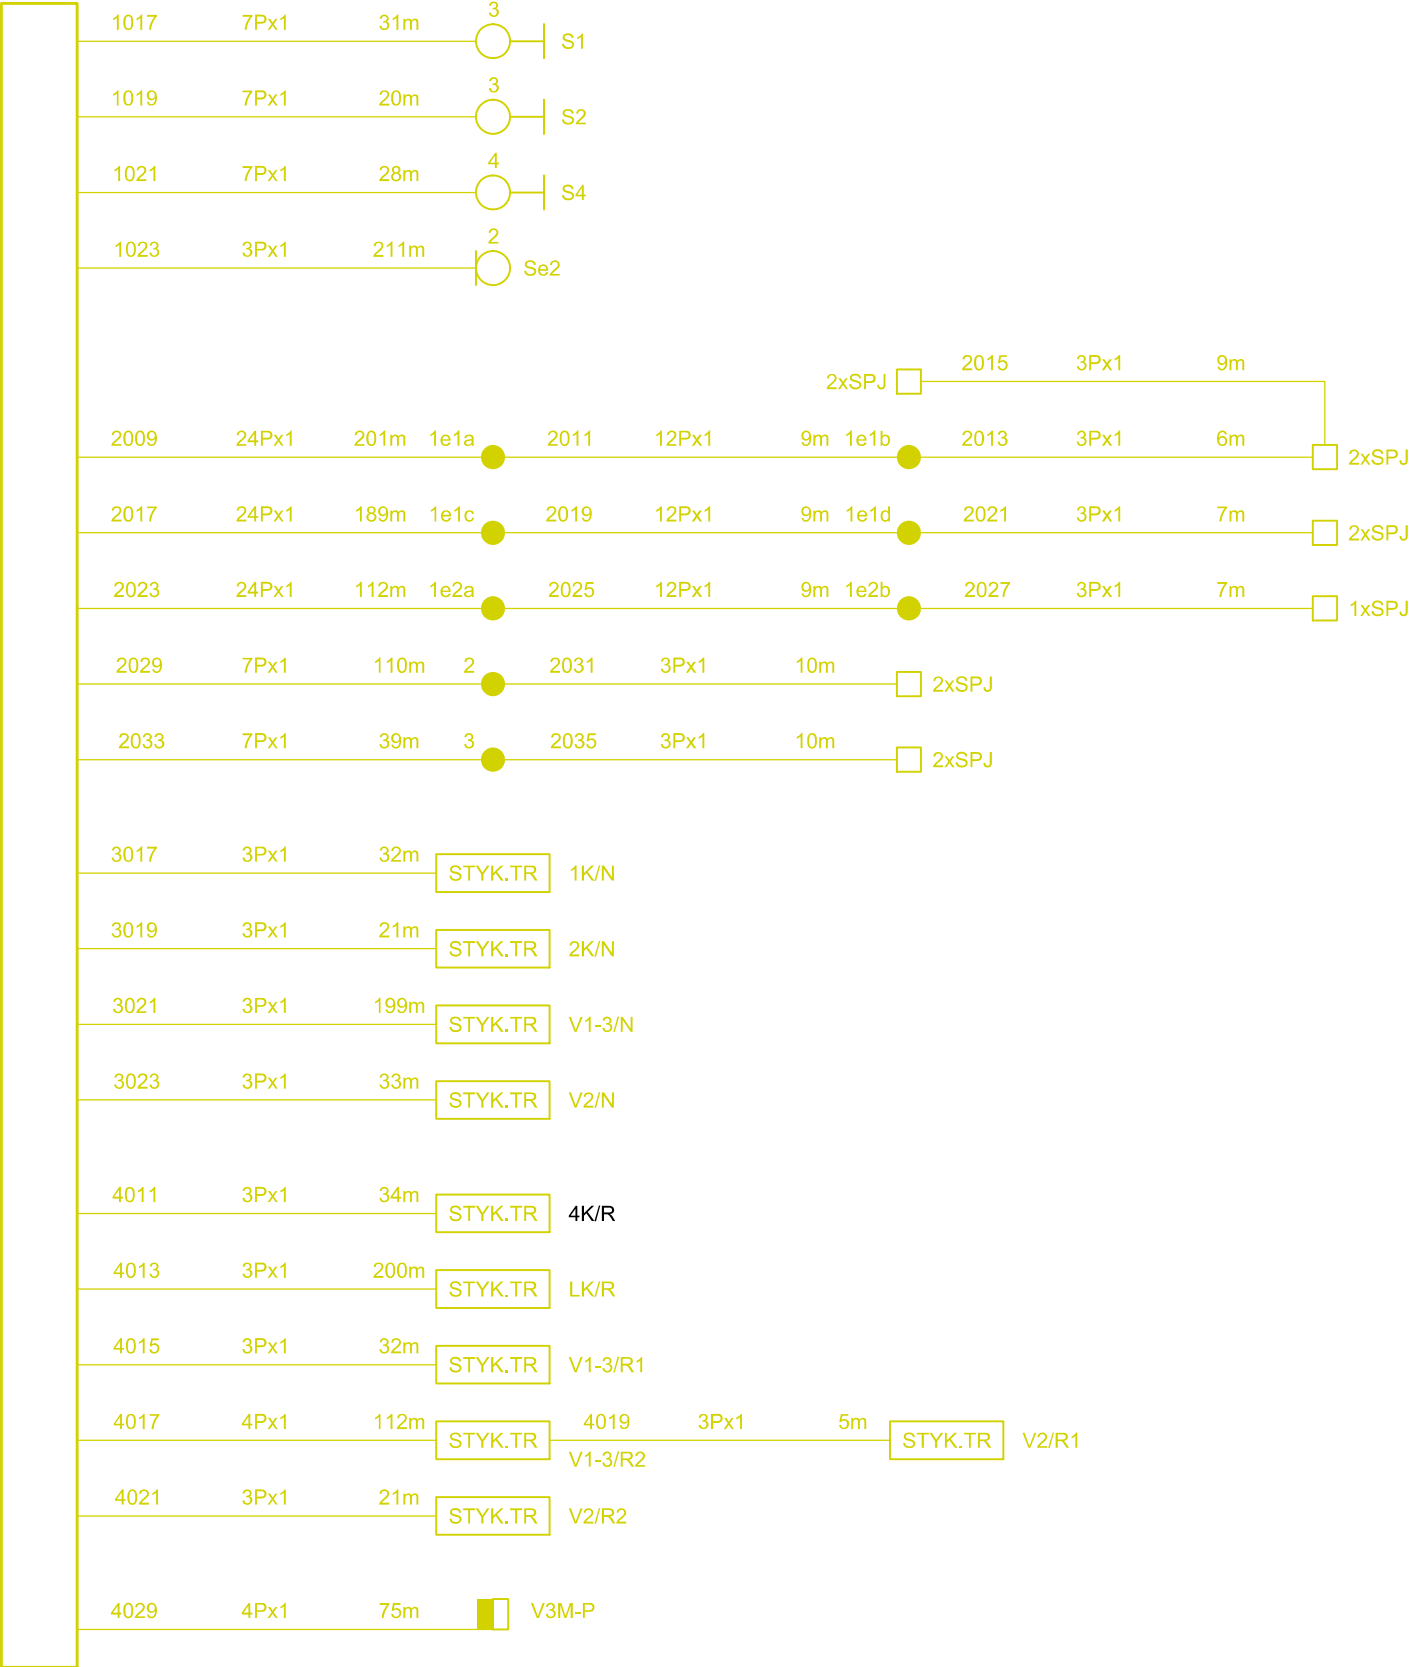 3
1017 7Px1 31m S1
3
1019 7Px1 20m S2
4
1021 7Px1 28m S4
2
1023 3Px1 211m Se2
2xSPJ 2015 3Px1 9m
2009 24Px1 201m 1e1a 2011 12Px1 9m 1e1b 2013 3Px1 6m 2xSPJ
2017 24Px1 189m 1e1c 2019 12Px1 9m 1e1d 2021 3Px1 7m 2xSPJ
2023 24Px1 112m 1e2a 2025 12Px1 9m 1e2b 2027 3Px1 7m 1xSPJ
2029 7Px1 110m 2 2031 3Px1 10m 2xSPJ
2033 7Px1 39m 3 2035 3Px1 10m 2xSPJ
3017 3Px1 32m STYK.TR 1K/N
3019 3Px1 21m STYK.TR 2K/N
3021 3Px1 199m STYK.TR V1-3/N
3023 3Px1 33m STYK.TR V2/N
4011 3Px1 34m STYK.TR 4K/R
4013 3Px1 200m STYK.TR LK/R
4015 3Px1 32m STYK.TR V1-3/R1
4017 4Px1 112m STYK.TR 4019 3Px1 5m STYK.TR V2/R1
V1-3/R2
4021 3Px1 21m STYK.TR V2/R2
4029 4Px1 75m V3M-P